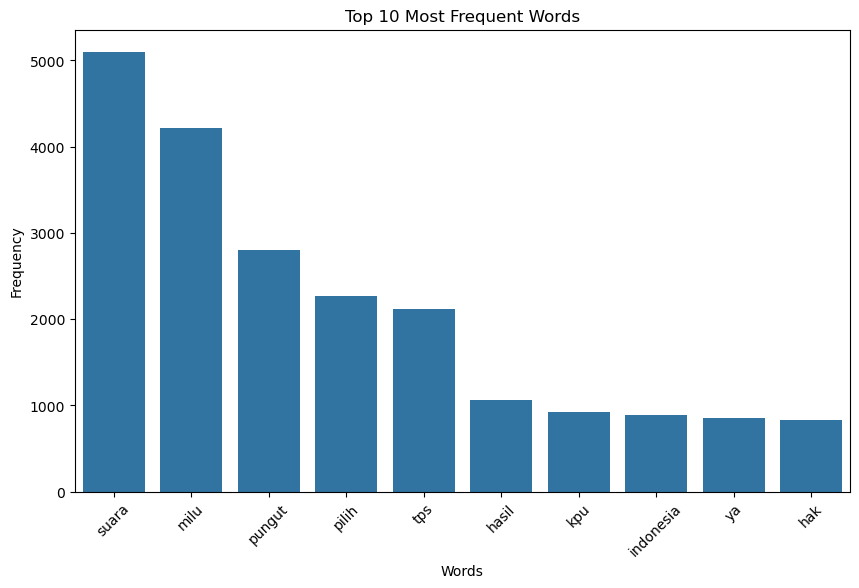 Top 10 Most Frequent Words
Frequency
5000
4000
3000
2000
1000
0
suara
milu
pungut
pilih
tps
hasil
kpu
indonesia
ya
hak
Words